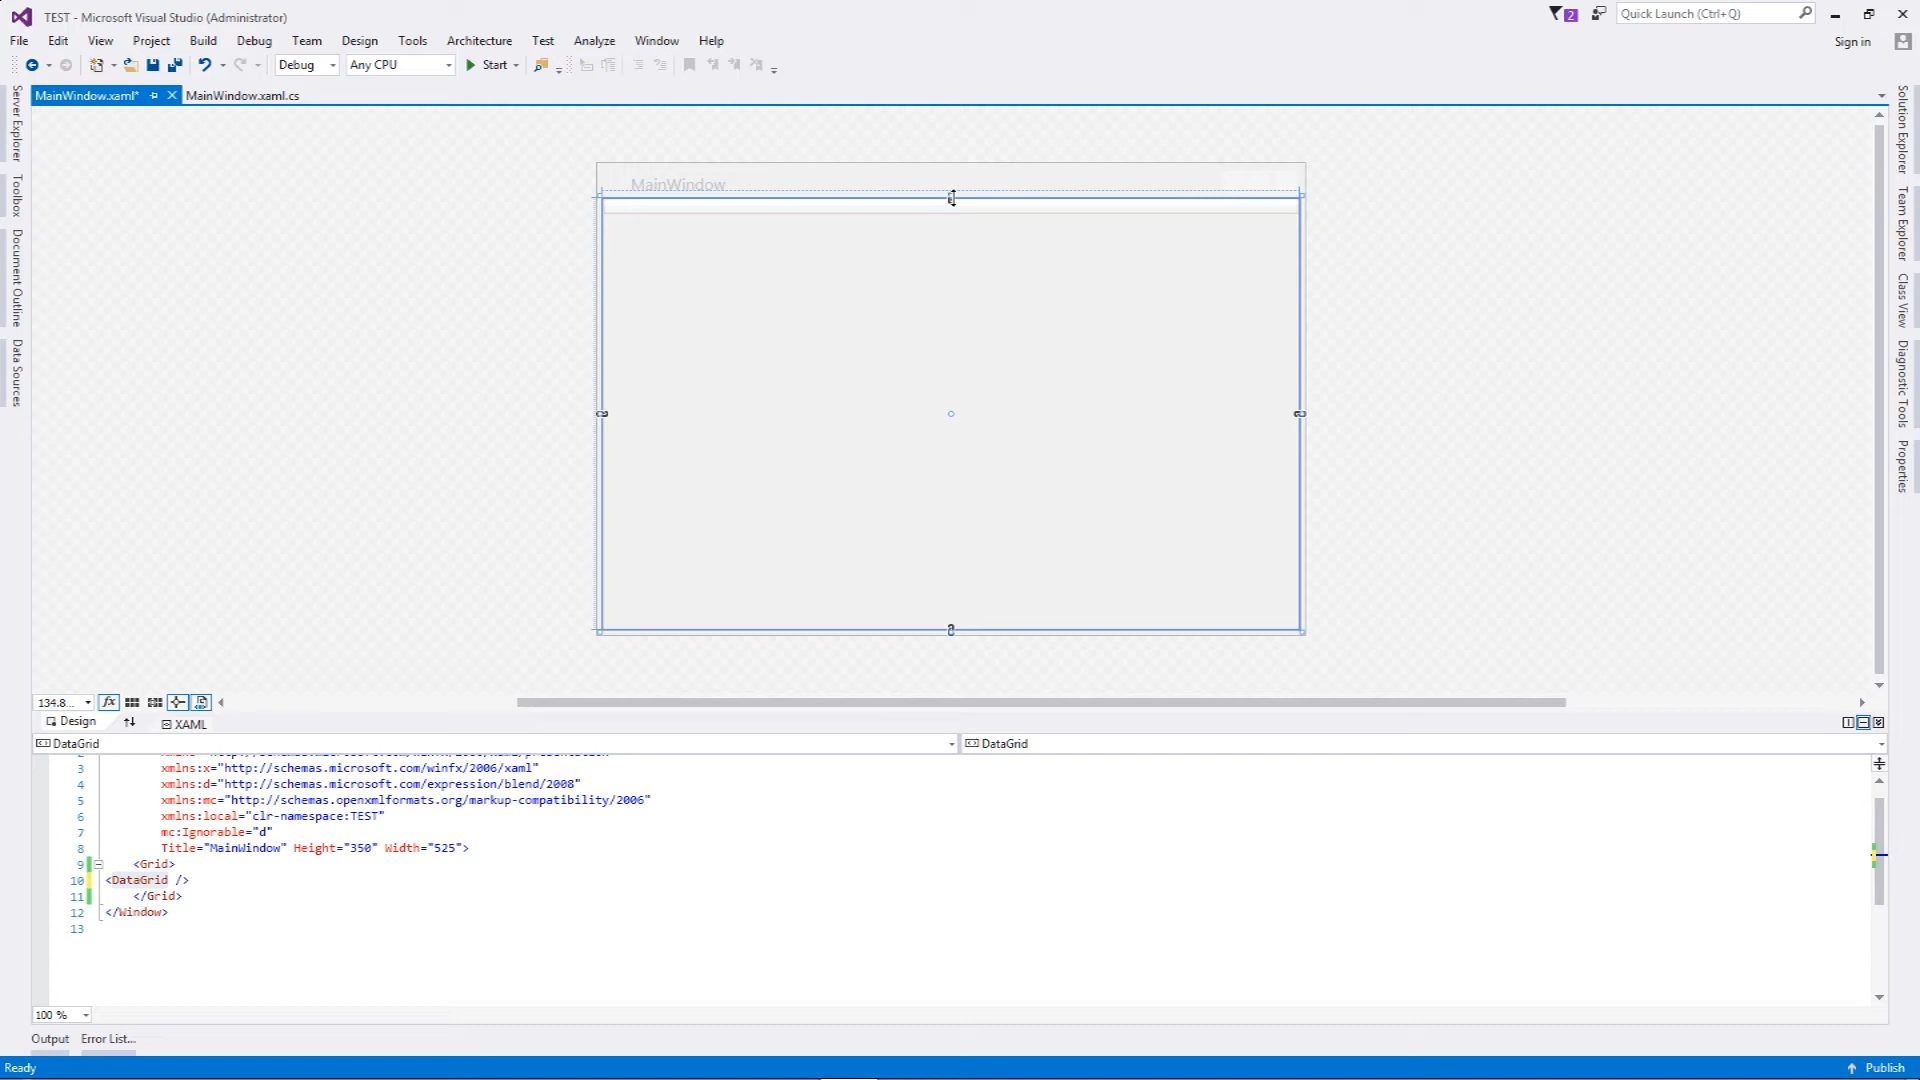 TEST - Microsoft Visual Studio (Administrator)
2
Quick Launch (Ctrl+Q)
File Edit View Project Build Debug Team Design Tools Architecture Test Analyze Window Help
Sign in
Debug Any CPU Start
MainWindow.xaml* MainWindow.xaml.cs
Server Explorer
Toolbox
Document Outline
Data Sources
MainWindow
Solution Explorer
Team Explorer
Class View
Diagnostic Tools
Properties
134.8... fx
Design XAML
DataGrid DataGrid
3 xmlns:x="http://schemas.microsoft.com/winfx/2006/xaml"
4 xmlns:d="http://schemas.microsoft.com/expression/blend/2008"
5 xmlns:mc="http://schemas.openxmlformats.org/markup-compatibility/2006"
6 xmlns:local="clr-namespace:TEST"
7 mc:Ignorable="d"
8 Title="MainWindow" Height="350" Width="525">
9 <Grid>
10 <DataGrid />
11 </Grid>
12 </Window>
13
100 %
Output Error List...
Ready
Publish